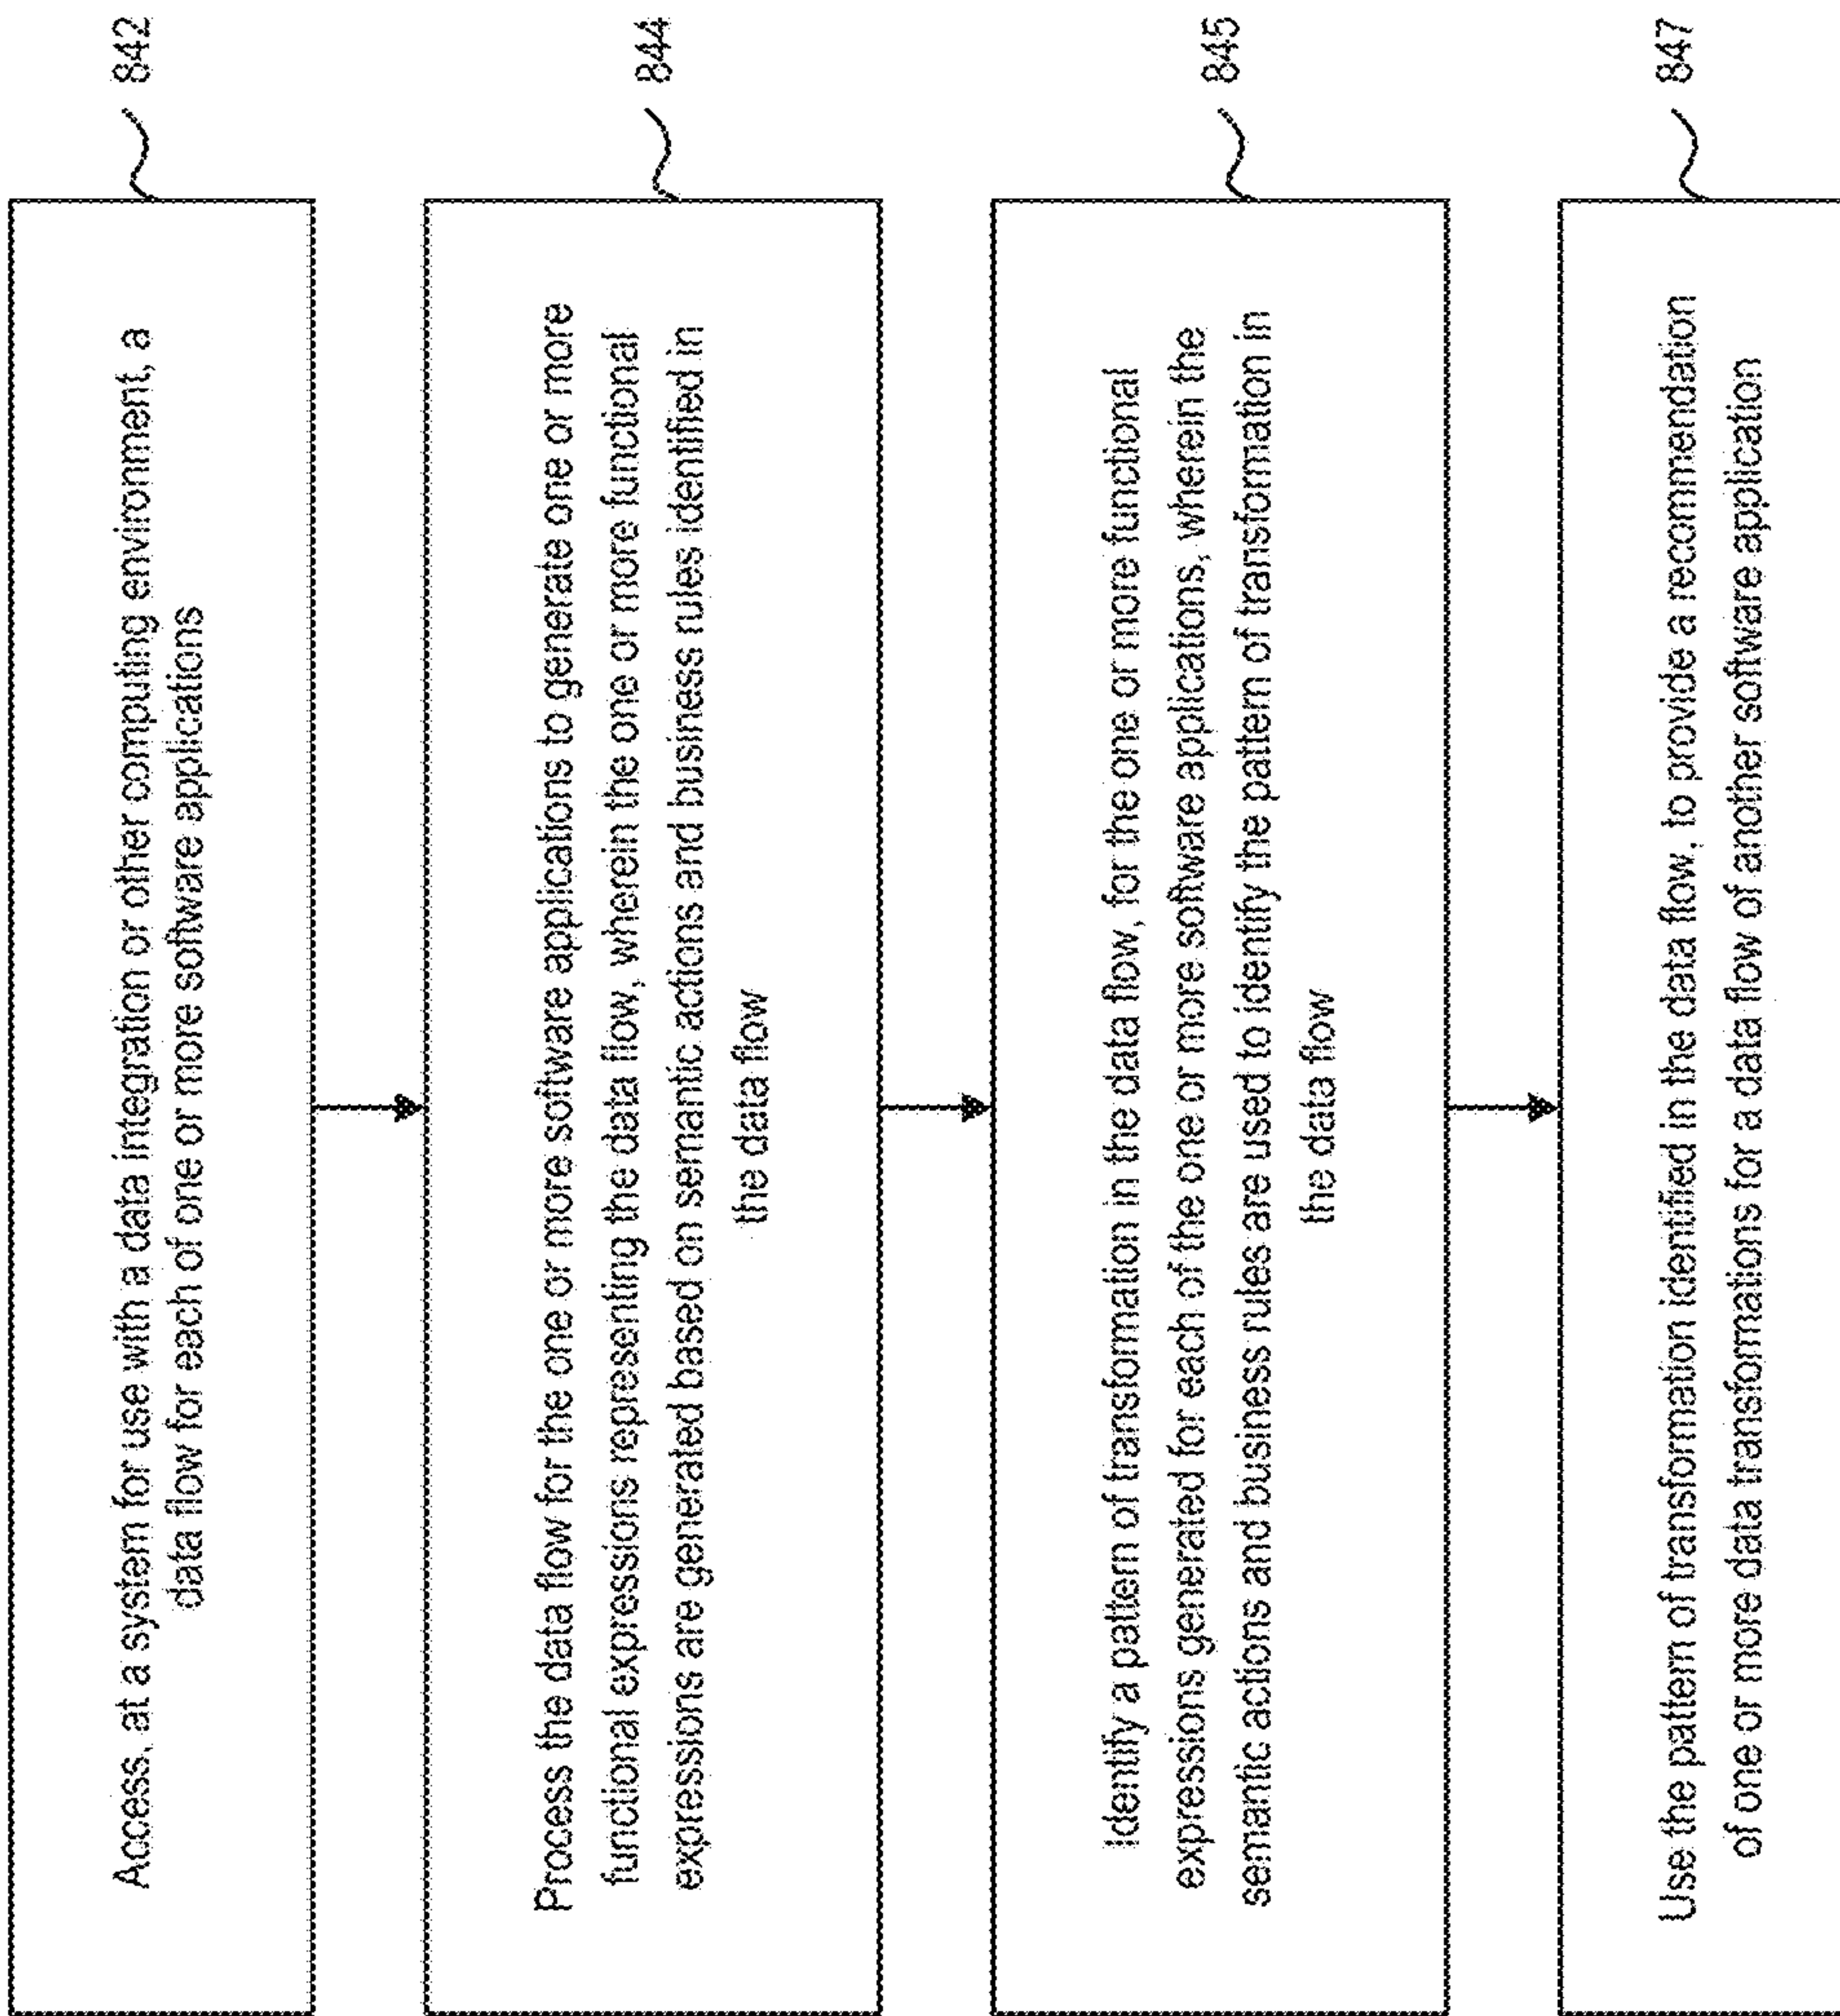 Access, at a system for use with a data integration or other computing environment, a
data flow for each of one or more software applications
842
Process the data flow for the one or more software applications to generate one or more
functional expressions representing the data flow, wherein the one or more functional
expressions are generated based on semantic actions and business rules identified in
the data flow
844
Identify a pattern of transformation in the data flow, for the one or more functional
expressions generated for each of the one or more software applications, wherein the
semantic actions and business rules are used to identify the pattern of transformation in
the data flow
845
Use the pattern of transformation identified in the data flow, to provide a recommendation
of one or more data transformations for a data flow of another software application
847